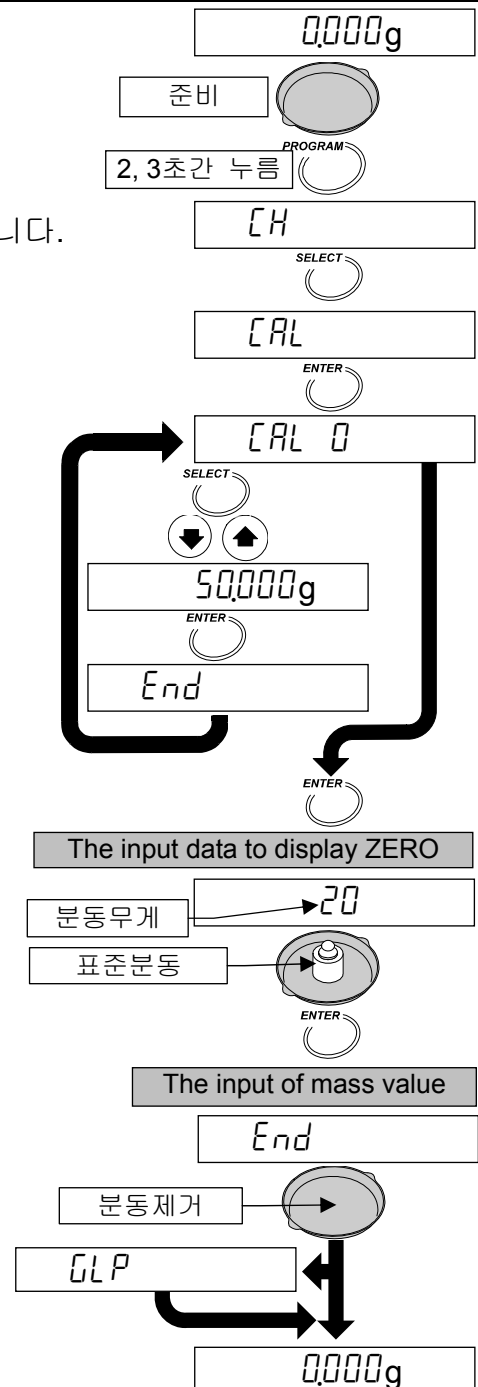 0.000g
준비
PROGRAM
2, 3초간 누름
CH
니다.
SELECT
CAL
ENTER
CAL 0
SELECT
50.000g
ENTER
End
ENTER
The input data to display ZERO
20
분동무게
표준분동
ENTER
The input of mass value
End
분동제거
GLP
0.000g